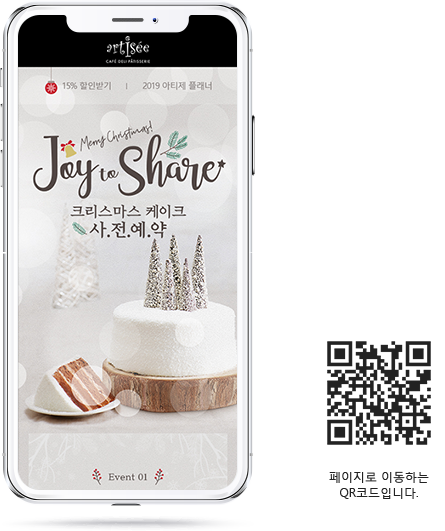 artisée
CAFÉ DELI PÂTISSERIE
15% 할인받기 | 2019 아티제 플래너
Merry Christmas!
Joy to Share
크리스마스 케이크
사.전.예.약
Event 01
페이지로 이동하는
QR코드입니다.